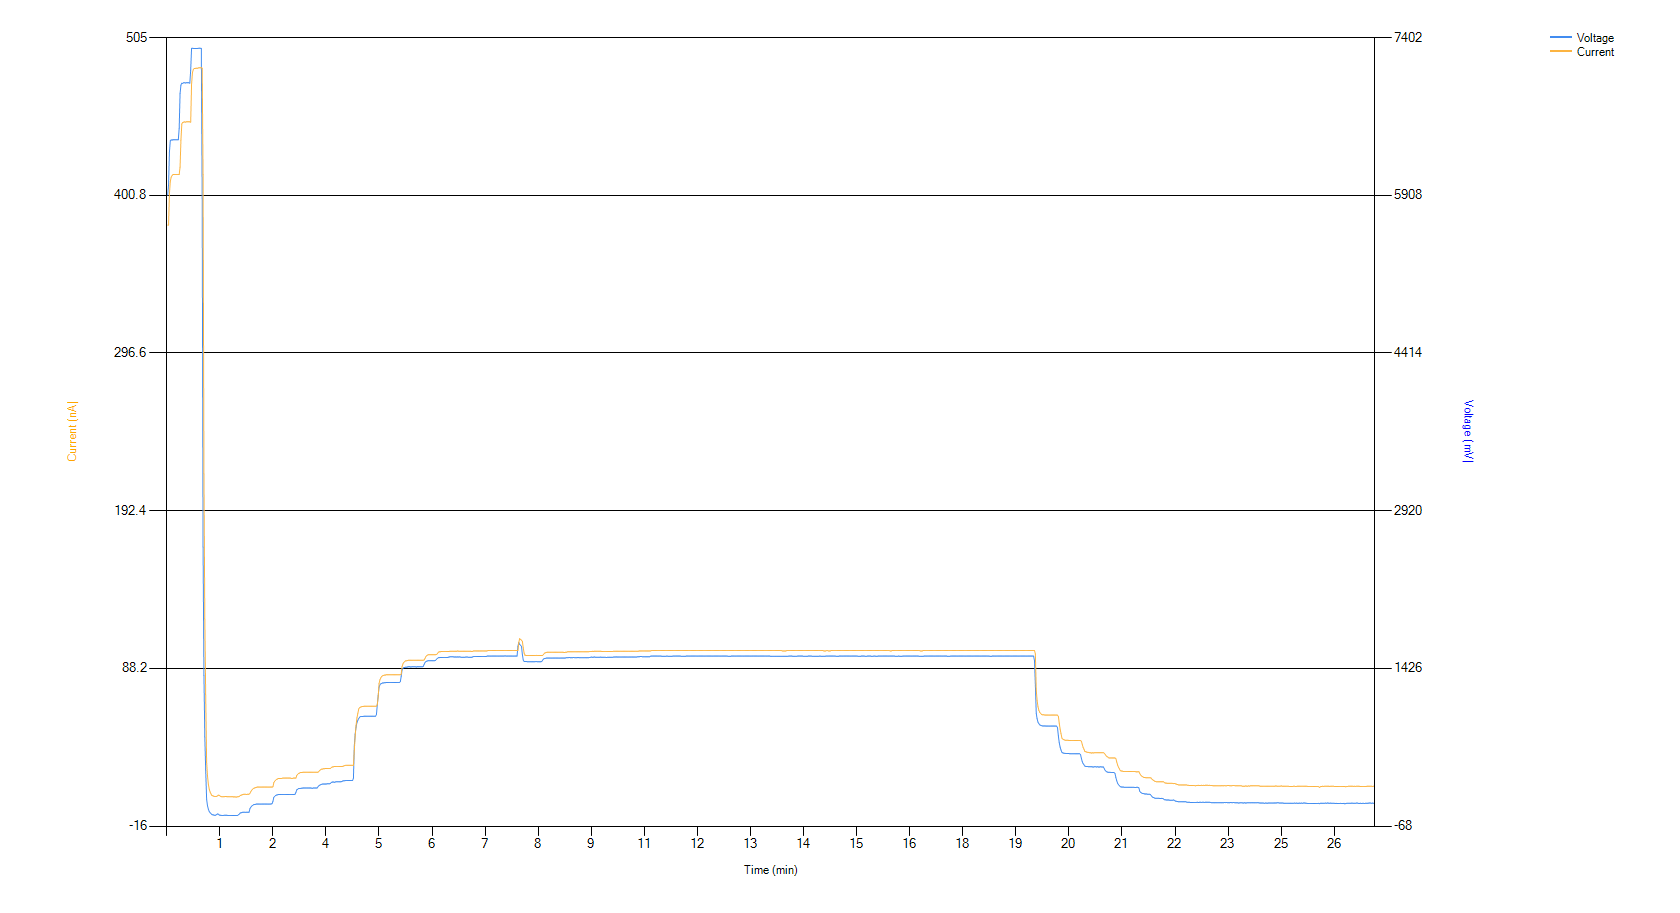 505
400.8
296.6
192.4
88.2
-16
Current [nA]
7402
5908
4414
2920
1426
-68
Voltage [mV]
Voltage
Current
1 2 4 5 6 7 8 9 11 12 13 14 15 16 18 19 20 21 22 23 25 26
Time (min)